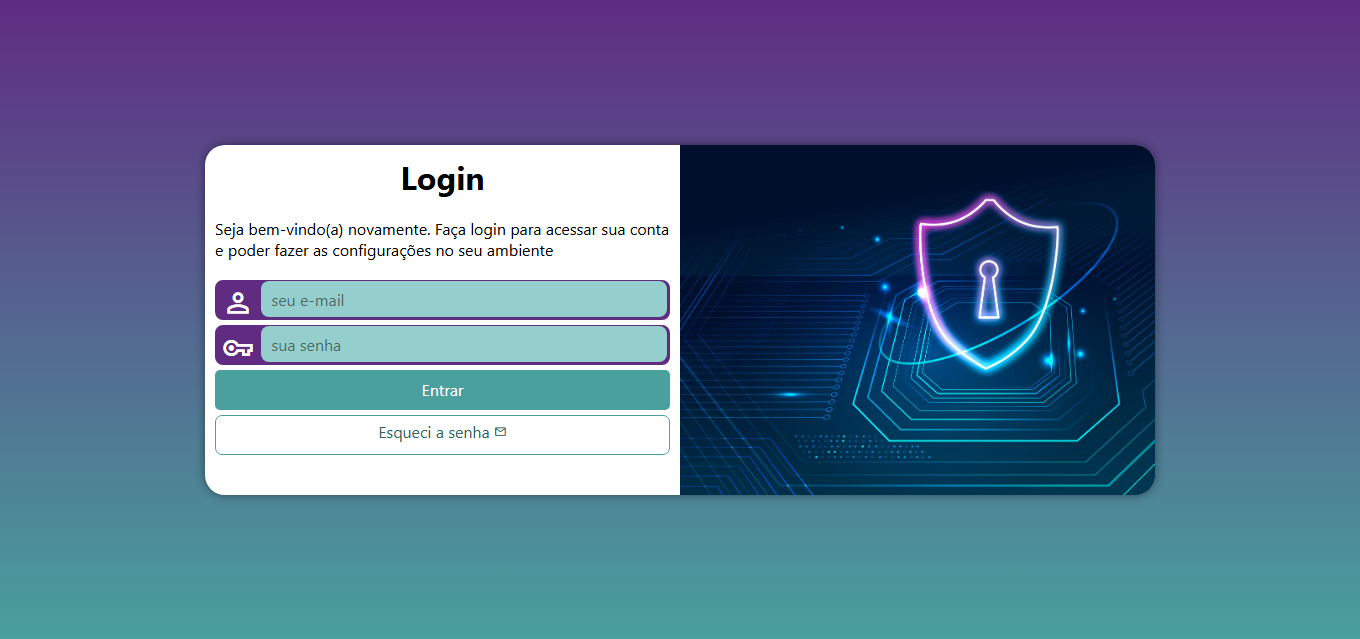 Login
Seja bem-vindo(a) novamente. Faça login para acessar sua conta
e poder fazer as configurações no seu ambiente
seu e-mail
sua senha
Entrar
Esqueci a senha